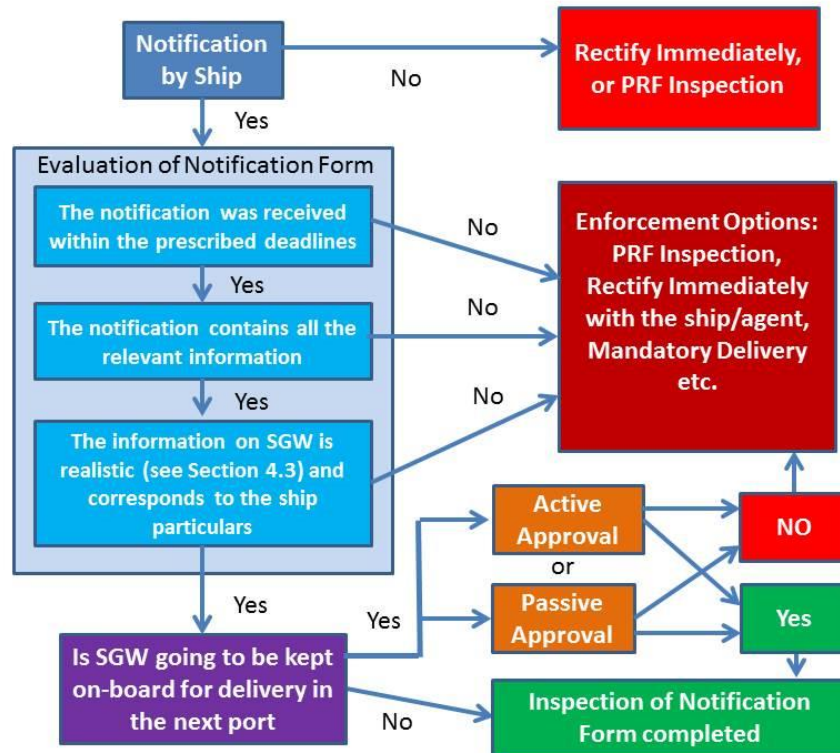 Notification
by Ship
No
Rectify Immediately,
or PRF Inspection
Yes
Evaluation of Notification Form
The notification was received
within the prescribed deadlines
No
Yes
The notification contains all the
relevant information
No
Yes
The information on SGW is
realistic (see Section 4.3) and
corresponds to the ship
particulars
No
Enforcement Options:
PRF Inspection,
Rectify Immediately
with the ship/agent,
Mandatory Delivery
etc.
Yes
Is SGW going to be kept
on-board for delivery in
the next port
Yes
Active
Approval
or
Passive
Approval
NO
Yes
No
Inspection of Notification
Form completed